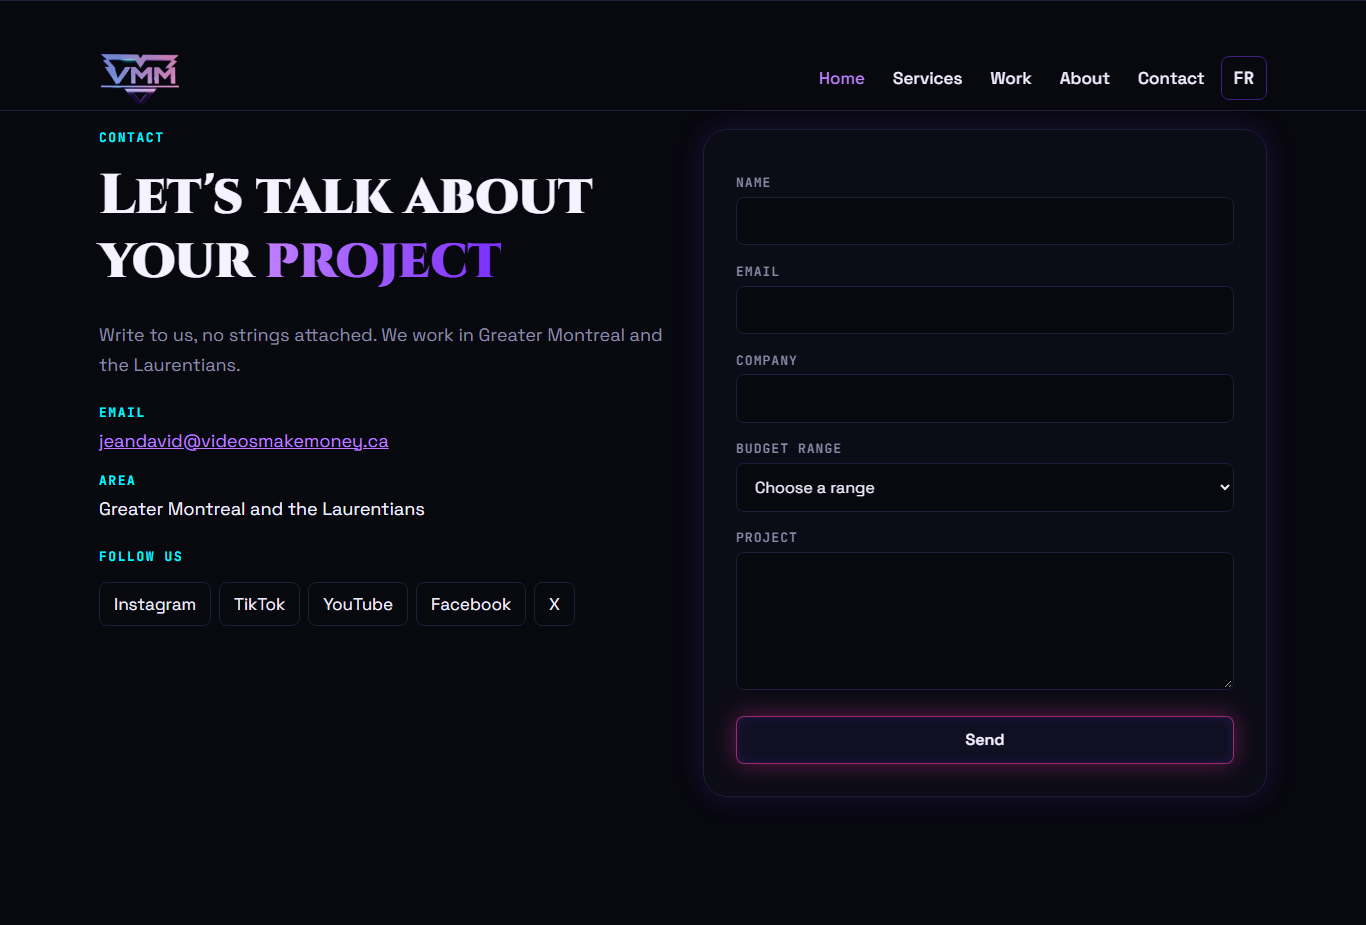 VMM
Home Services Work About Contact FR
CONTACT
LET'S TALK ABOUT
YOUR PROJECT
Write to us, no strings attached. We work in Greater Montreal and
the Laurentians.
EMAIL
jeandavid@videosmakemoney.ca
AREA
Greater Montreal and the Laurentians
FOLLOW US
Instagram TikTok YouTube Facebook X
NAME
EMAIL
COMPANY
BUDGET RANGE
Choose a range
PROJECT
Send